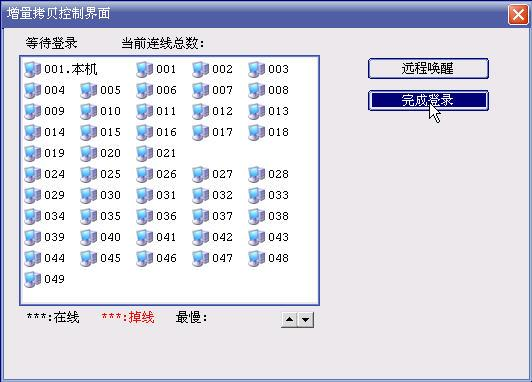 增量拷贝控制界面
等待登录 当前连线总数:
001.本机 001 002 003
远程唤醒
004 005 006 007 008
完成登录
009 010 011 012 013
014 015 016 017 018
019 020 021
024 025 026 027 028
029 030 031 032 033
034 035 036 037 038
039 040 041 042 043
044 045 046 047 048
049
***:在线 ***:掉线 最慢: